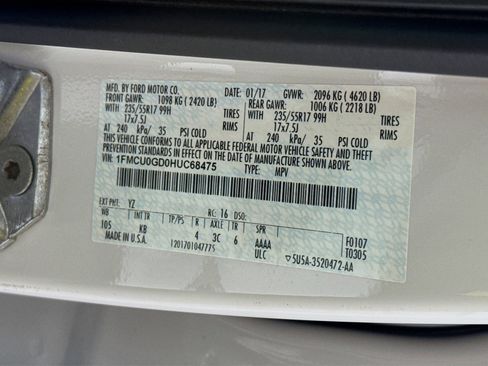 MFD. BY FORD MOTOR CO. DATE: 01/17 GVWR: 2096 KG ( 4620 LB)
FRONT GAWR: 1098 KG ( 2420 LB) REAR GAWR: 1006 KG ( 2218 LB)
235/55R17 99H TIRES WITH 235/55R17 99H TIRES
17x7.5J RIMS 17x7.5J RIMS
AT 240 kPa/ 35 PSI COLD AT 240 kPa/ 35 PSI COLD
THIS VEHICLE CONFORMS TO ALL APPLICABLE FEDERAL MOTOR VEHICLE SAFETY AND THEFT
PREVENTION STANDARDS IN EFFECT ON THE DATE OF MANUFACTURE SHOWN ABOVE.
VIN: 1FMCU0GD0HUC68475 TYPE: MPV
EXT PNT: YZ RC: 16 DSO:
WB INT TR TP/PS R AXLE TR SPR
105 KB 4 3C 6 AAAA F0107
MADE IN U.S.A. 1201701047775 ULC T0305
▽5U5A-3520472-AA